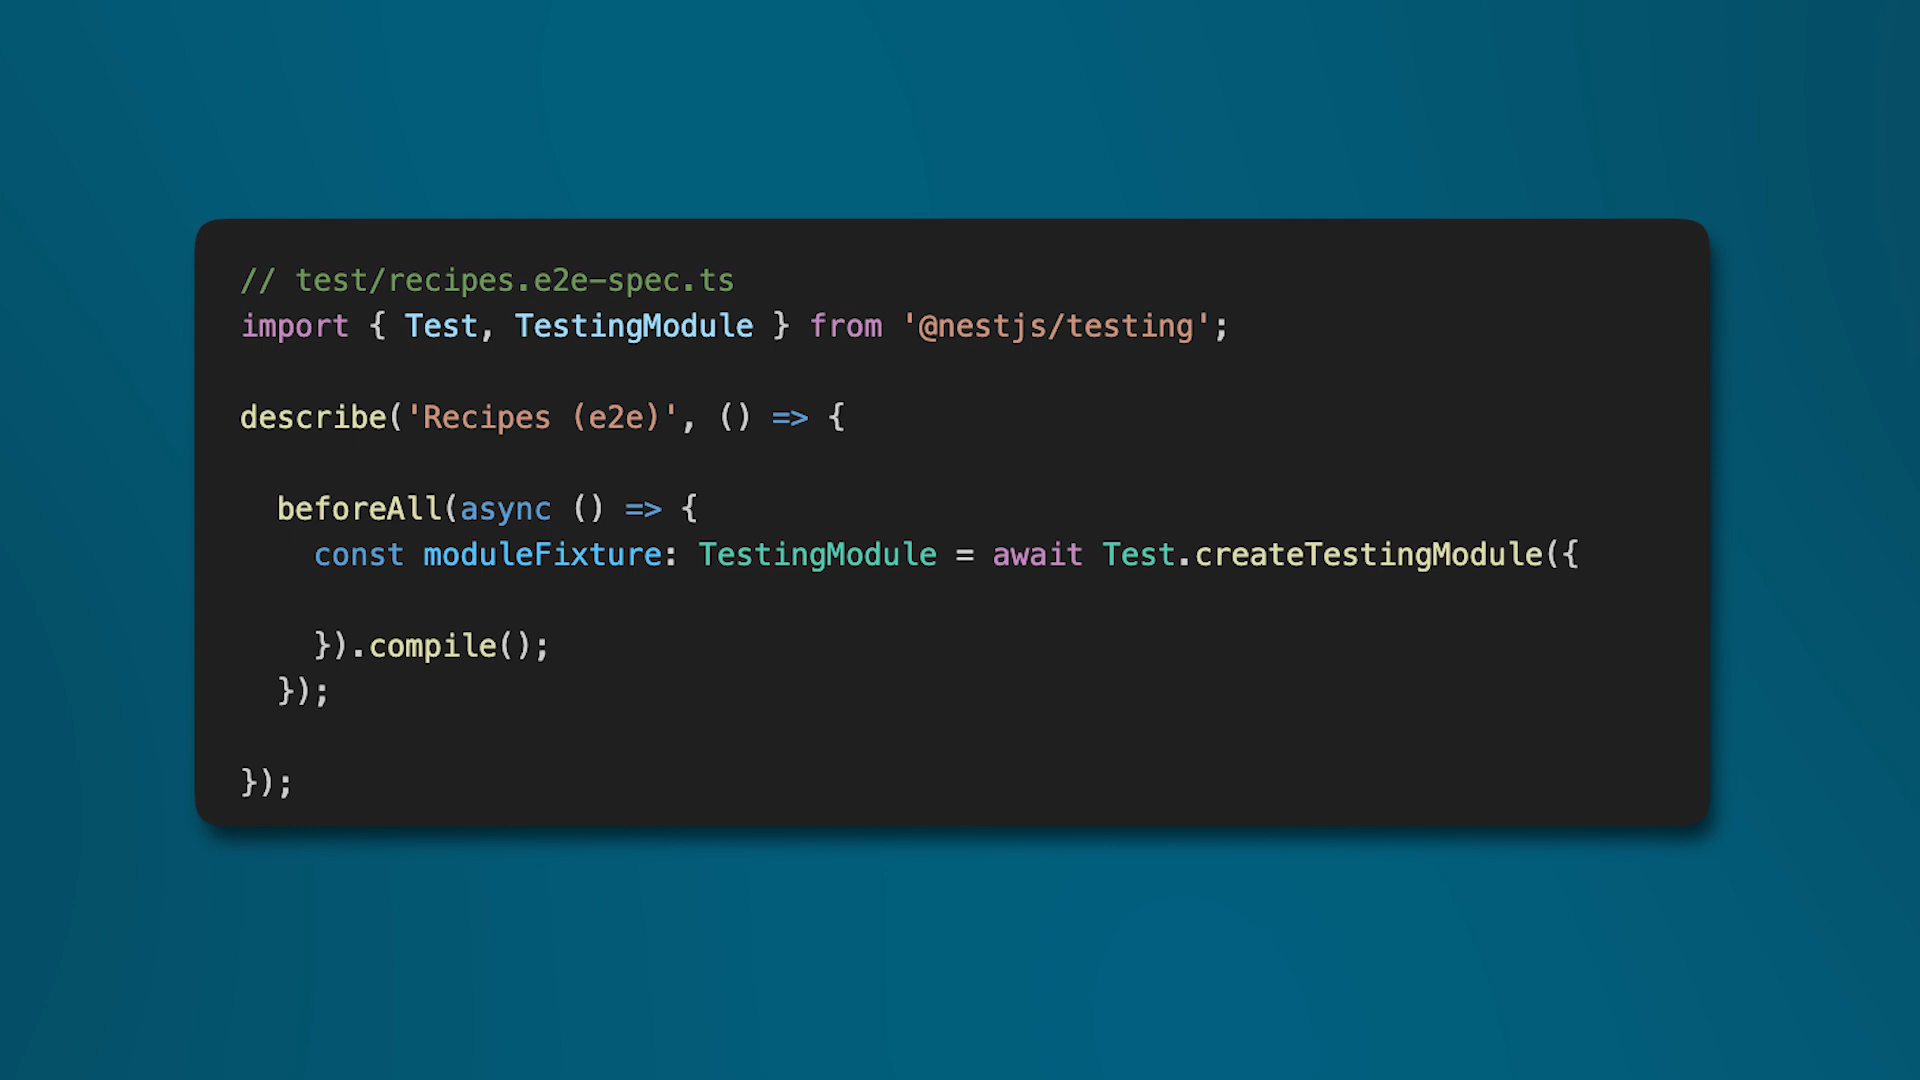 // test/recipes.e2e-spec.ts
import { Test, TestingModule } from '@nestjs/testing';
describe('Recipes (e2e)', () => {
beforeAll(async () => {
const moduleFixture: TestingModule = await Test.createTestingModule({
}).compile();
});
});